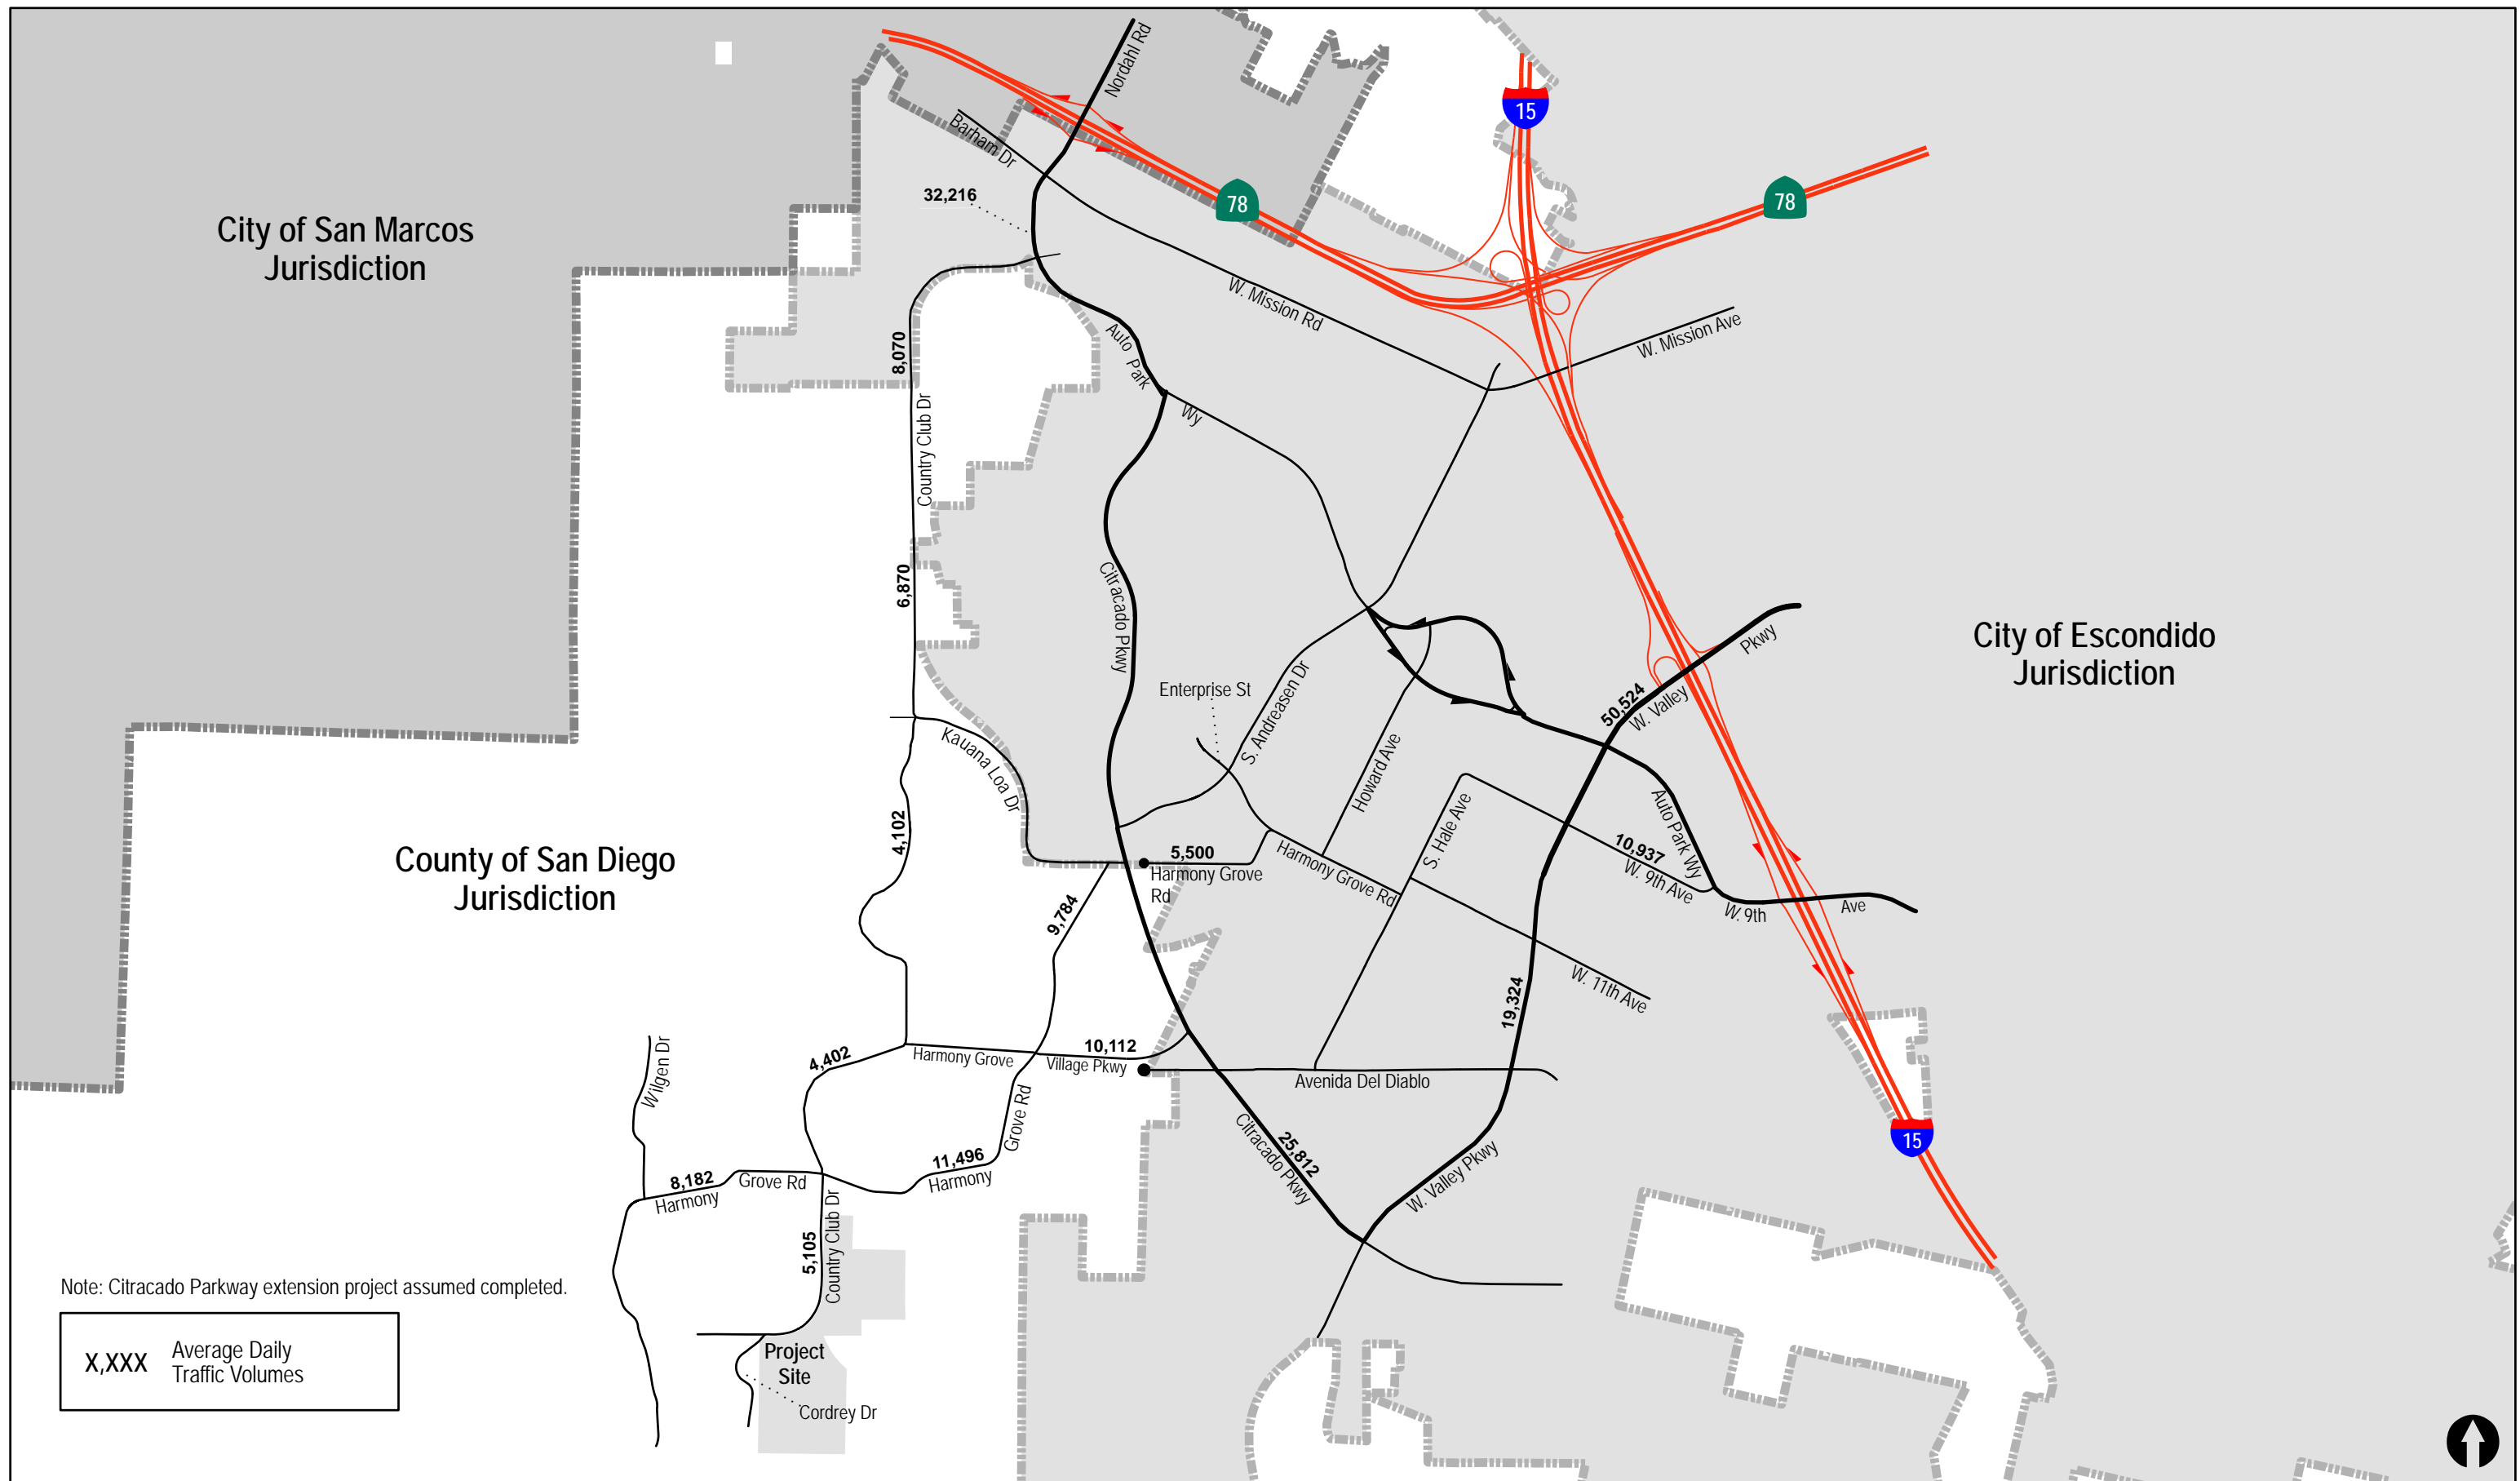 Nordahl Rd
15
Barham Dr
78
78
32,216
City of San Marcos
Jurisdiction
W. Mission Rd
W. Mission Ave
8,070
Auto Park
Wy
Country Club Dr
6,870
Citracado Pkwy
City of Escondido
Jurisdiction
Pkwy
Enterprise St
S. Andreasen Dr
50,524
W. Valley
Kauana Loa Dr
Howard Ave
4,102
S. Hale Ave
Auto Park Wy
County of San Diego
Jurisdiction
5,500
Harmony Grove
Rd
Harmony Grove Rd
10,937
W. 9th Ave
W. 9th
Ave
9,784
W. 11th Ave
19,324
Wilgen Dr
4,402
Harmony Grove
Village Pkwy
10,112
Avenida Del Diablo
Grove Rd
15
Citracado Pkwy
25,812
W. Valley Pkwy
11,496
Harmony
8,182
Harmony
Grove Rd
5,105
Country Club Dr
Note: Citracado Parkway extension project assumed completed.
X,XXX
Average Daily
Traffic Volumes
Project
Site
Cordrey Dr